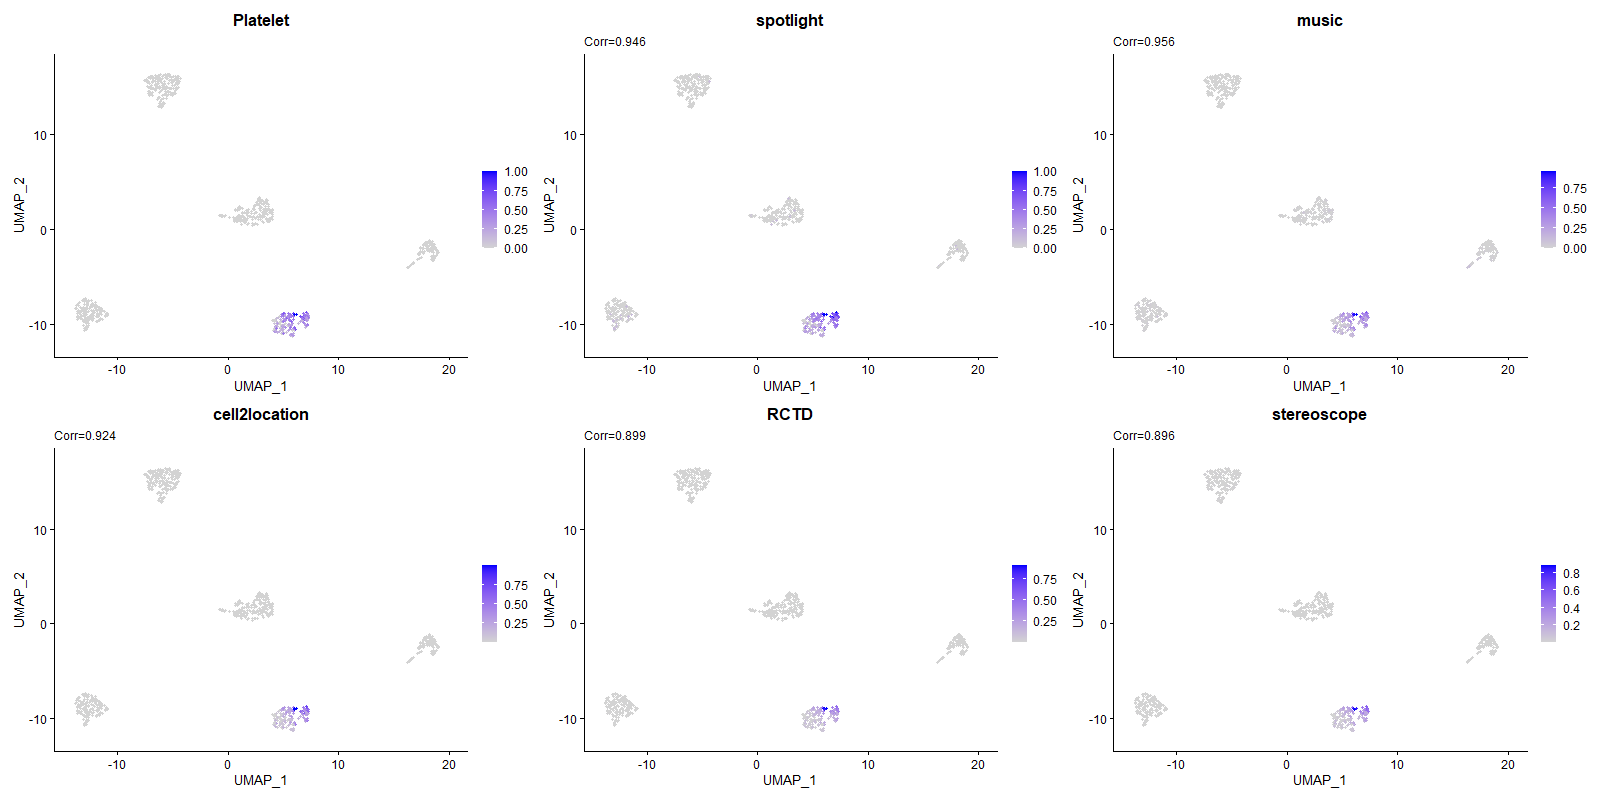 Platelet
UMAP_2
10
0
-10
-10
0
10
20
UMAP_1
1.00
0.75
0.50
0.25
0.00
spotlight
Corr=0.946
UMAP_2
10
0
-10
-10
0
10
20
UMAP_1
1.00
0.75
0.50
0.25
0.00
music
Corr=0.956
UMAP_2
10
0
-10
-10
0
10
20
UMAP_1
0.75
0.50
0.25
0.00
cell2location
Corr=0.924
UMAP_2
10
0
-10
-10
0
10
20
UMAP_1
0.75
0.50
0.25
RCTD
Corr=0.899
UMAP_2
10
0
-10
-10
0
10
20
UMAP_1
0.75
0.50
0.25
stereoscope
Corr=0.896
UMAP_2
10
0
-10
-10
0
10
20
UMAP_1
0.8
0.6
0.4
0.2